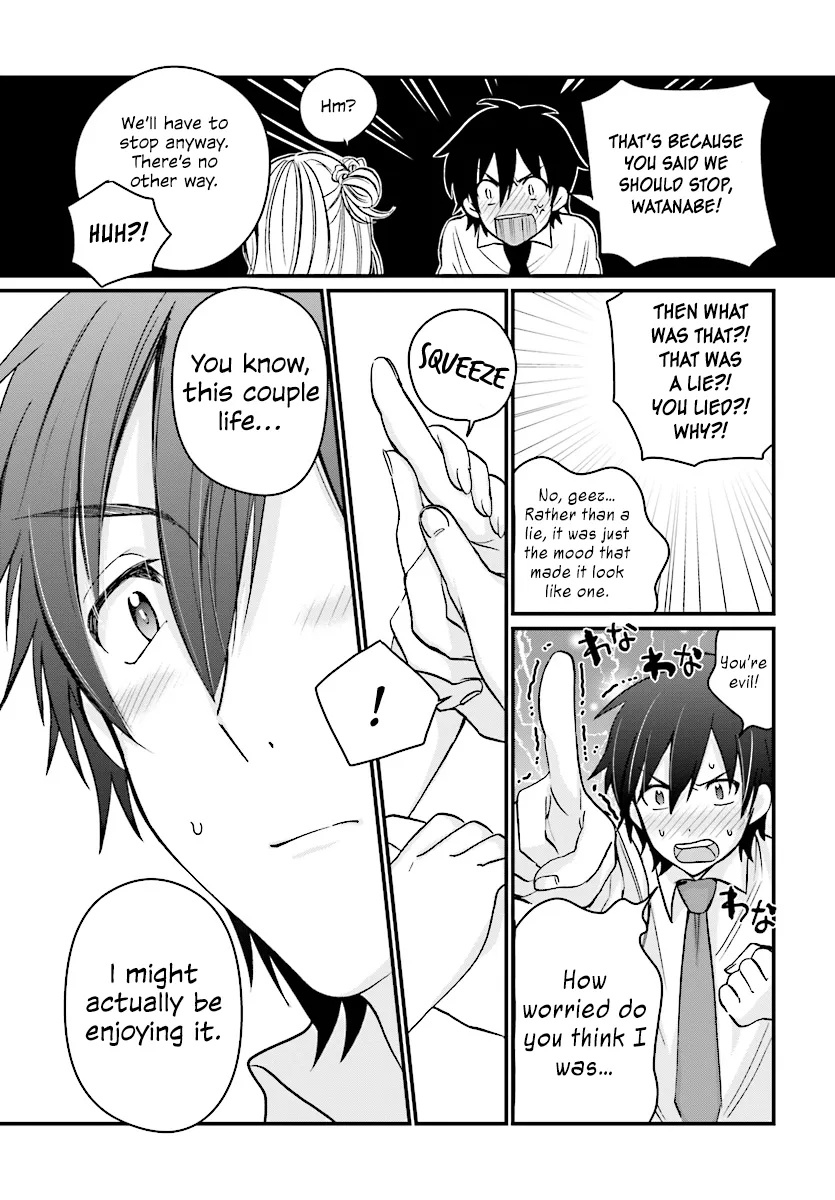 THAT'S BECAUSE
YOU SAID WE
SHOULD STOP,
WATANABE!
Hm?
We'll have to
stop anyway.
There's no
other way.
HUH?!
THEN WHAT
WAS THAT?!
THAT WAS
A LIE?!
YOU LIED?!
WHY?!
No, geez...
Rather than a
lie, it was just
the mood that
made it look
like one.
You're
evil!
わな
わな
わな
How
worried do
you think I
was...
SQUEEZE
!
You know,
this couple
life...
I might
actually be
enjoying it.